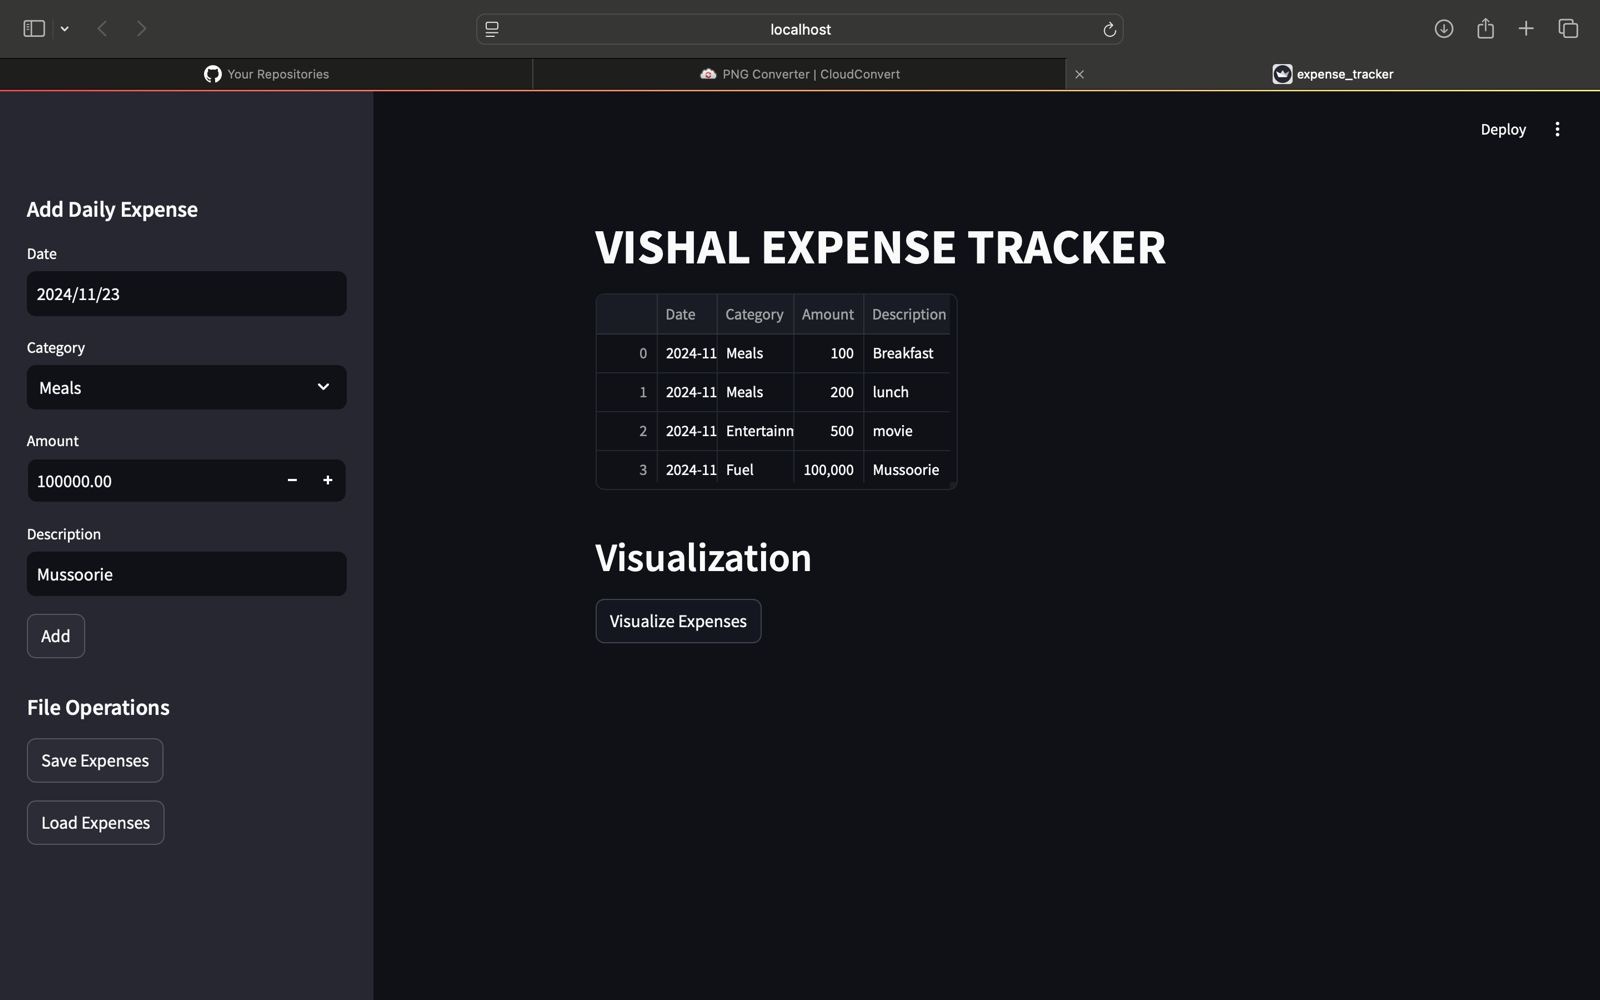 localhost
Your Repositories
PNG Converter | CloudConvert
expense_tracker
Deploy
Add Daily Expense
Date
2024/11/23
Category
Meals
Amount
100000.00
Description
Mussoorie
Add
File Operations
Save Expenses
Load Expenses
VISHAL EXPENSE TRACKER
Date Category Amount Description
0 2024-11 Meals 100 Breakfast
1 2024-11 Meals 200 lunch
2 2024-11 Entertainn 500 movie
3 2024-11 Fuel 100,000 Mussoorie
Visualization
Visualize Expenses